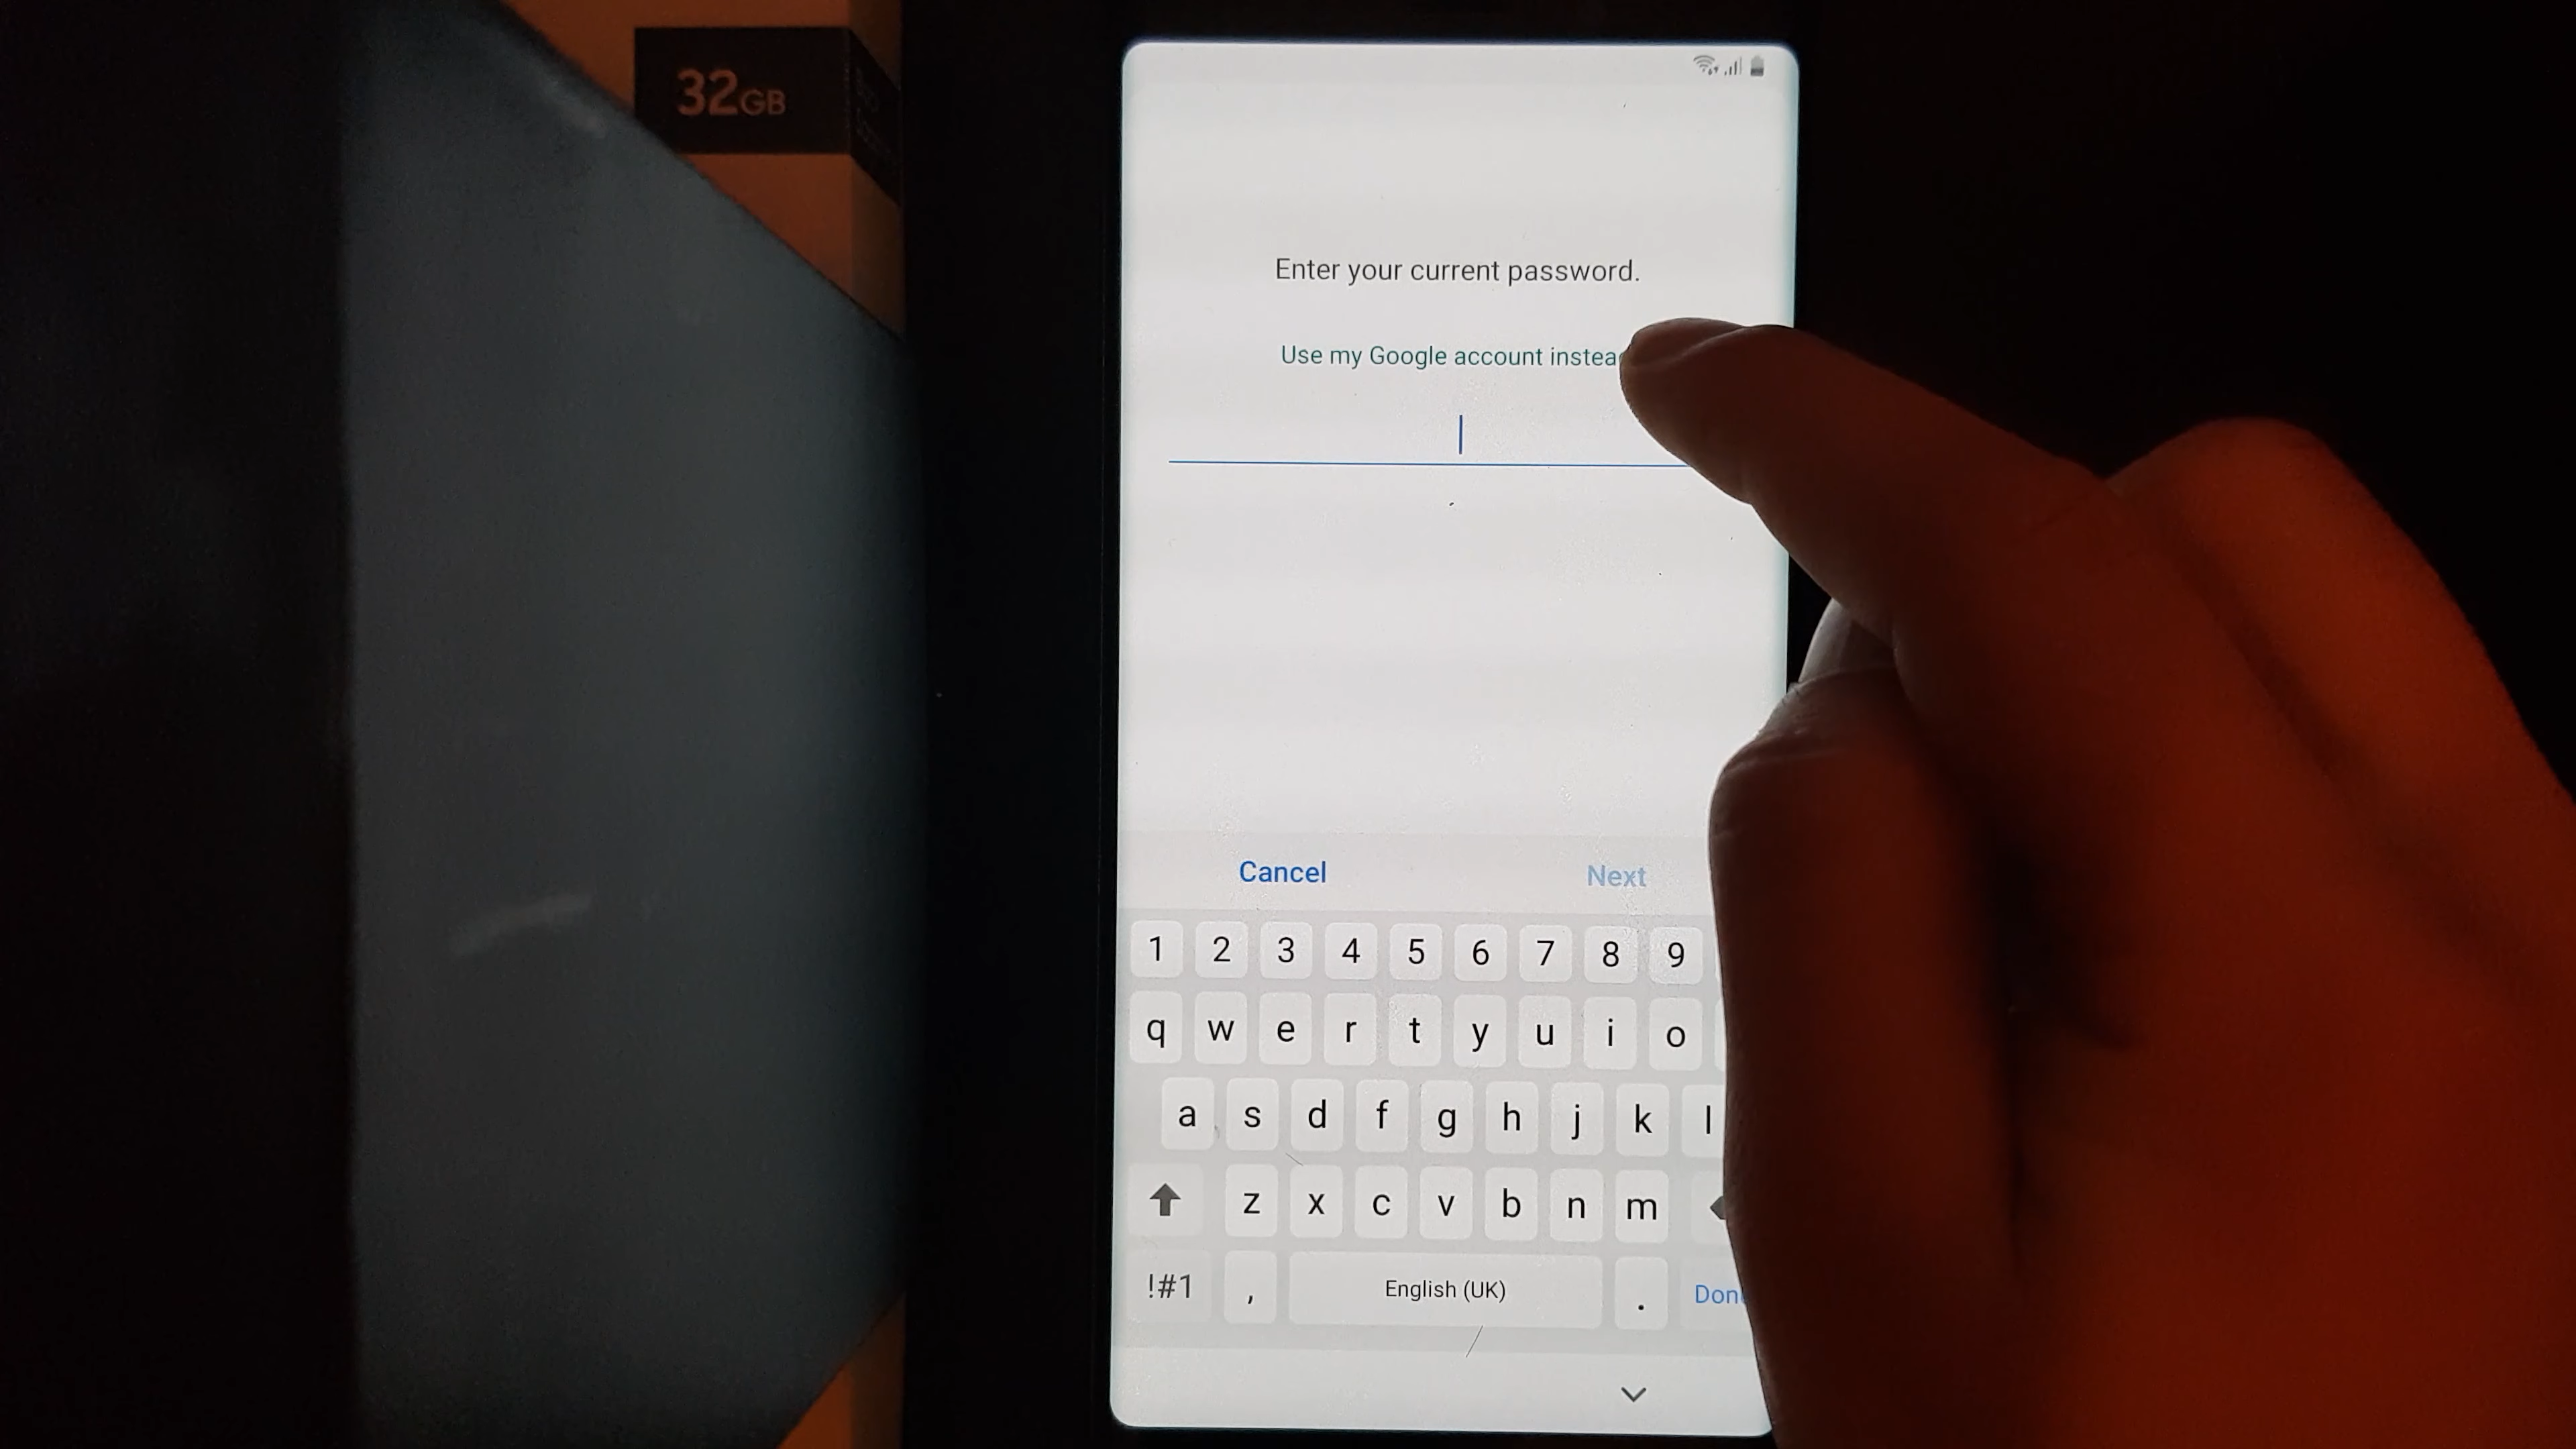 32GB
Enter your current password.
Use my Google account instea
Cancel
Next
1 2 3 4 5 6 7 8 9
q w e r t y u i o
a s d f g h j k l
z x c v b n m
!#1 , English (UK) . Don